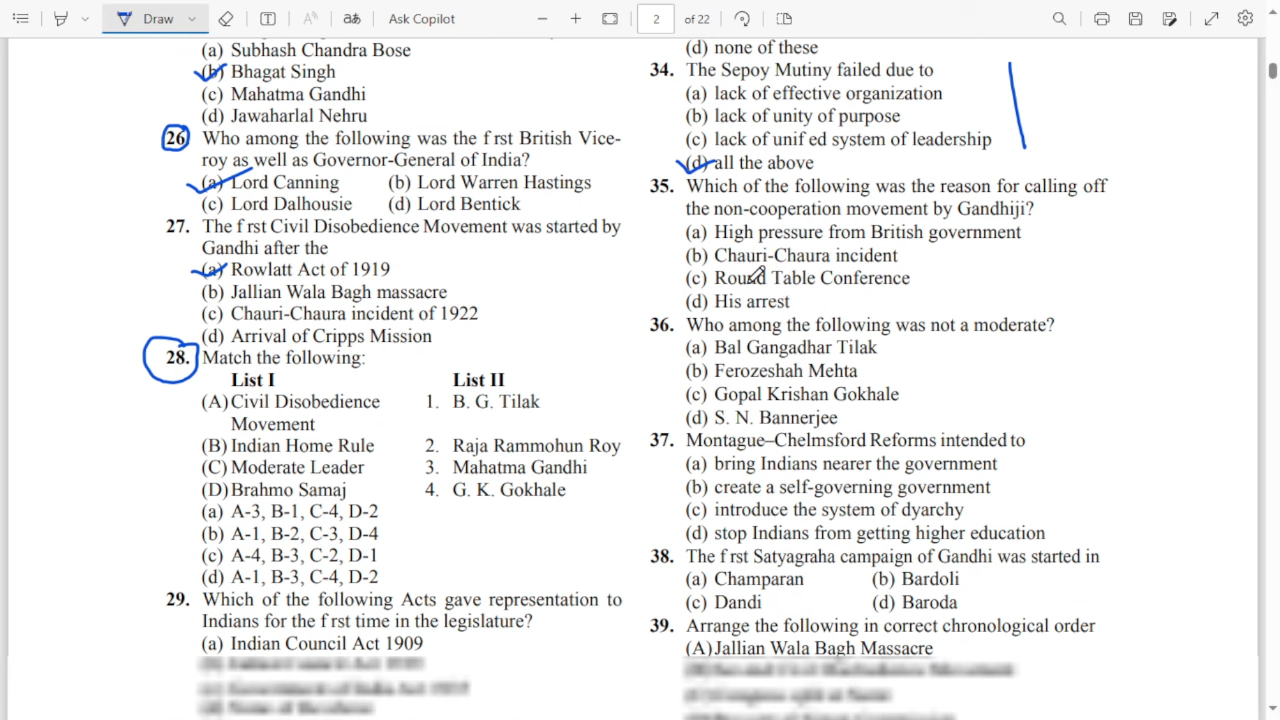 Draw
Ask Copilot
2
of 22
(a) Subhash Chandra Bose
(b) Bhagat Singh
(c) Mahatma Gandhi
(d) Jawaharlal Nehru
26 Who among the following was the f rst British Vice-
roy as well as Governor-General of India?
(a) Lord Canning (b) Lord Warren Hastings
(c) Lord Dalhousie (d) Lord Bentick
27. The f rst Civil Disobedience Movement was started by
Gandhi after the
(a) Rowlatt Act of 1919
(b) Jallian Wala Bagh massacre
(c) Chauri-Chaura incident of 1922
(d) Arrival of Cripps Mission
28. Match the following:
List I List II
(A) Civil Disobedience 1. B. G. Tilak
Movement
(B) Indian Home Rule 2. Raja Rammohun Roy
(C) Moderate Leader 3. Mahatma Gandhi
(D) Brahmo Samaj 4. G. K. Gokhale
(a) A-3, B-1, C-4, D-2
(b) A-1, B-2, C-3, D-4
(c) A-4, B-3, C-2, D-1
(d) A-1, B-3, C-4, D-2
29. Which of the following Acts gave representation to
Indians for the f rst time in the legislature?
(a) Indian Council Act 1909
(d) none of these
34. The Sepoy Mutiny failed due to
(a) lack of effective organization
(b) lack of unity of purpose
(c) lack of unif ed system of leadership
(d) all the above
35. Which of the following was the reason for calling off
the non-cooperation movement by Gandhiji?
(a) High pressure from British government
(b) Chauri-Chaura incident
(c) Round Table Conference
(d) His arrest
36. Who among the following was not a moderate?
(a) Bal Gangadhar Tilak
(b) Ferozeshah Mehta
(c) Gopal Krishan Gokhale
(d) S. N. Bannerjee
37. Montague–Chelmsford Reforms intended to
(a) bring Indians nearer the government
(b) create a self-governing government
(c) introduce the system of dyarchy
(d) stop Indians from getting higher education
38. The f rst Satyagraha campaign of Gandhi was started in
(a) Champaran (b) Bardoli
(c) Dandi (d) Baroda
39. Arrange the following in correct chronological order
(A) Jallian Wala Bagh Massacre